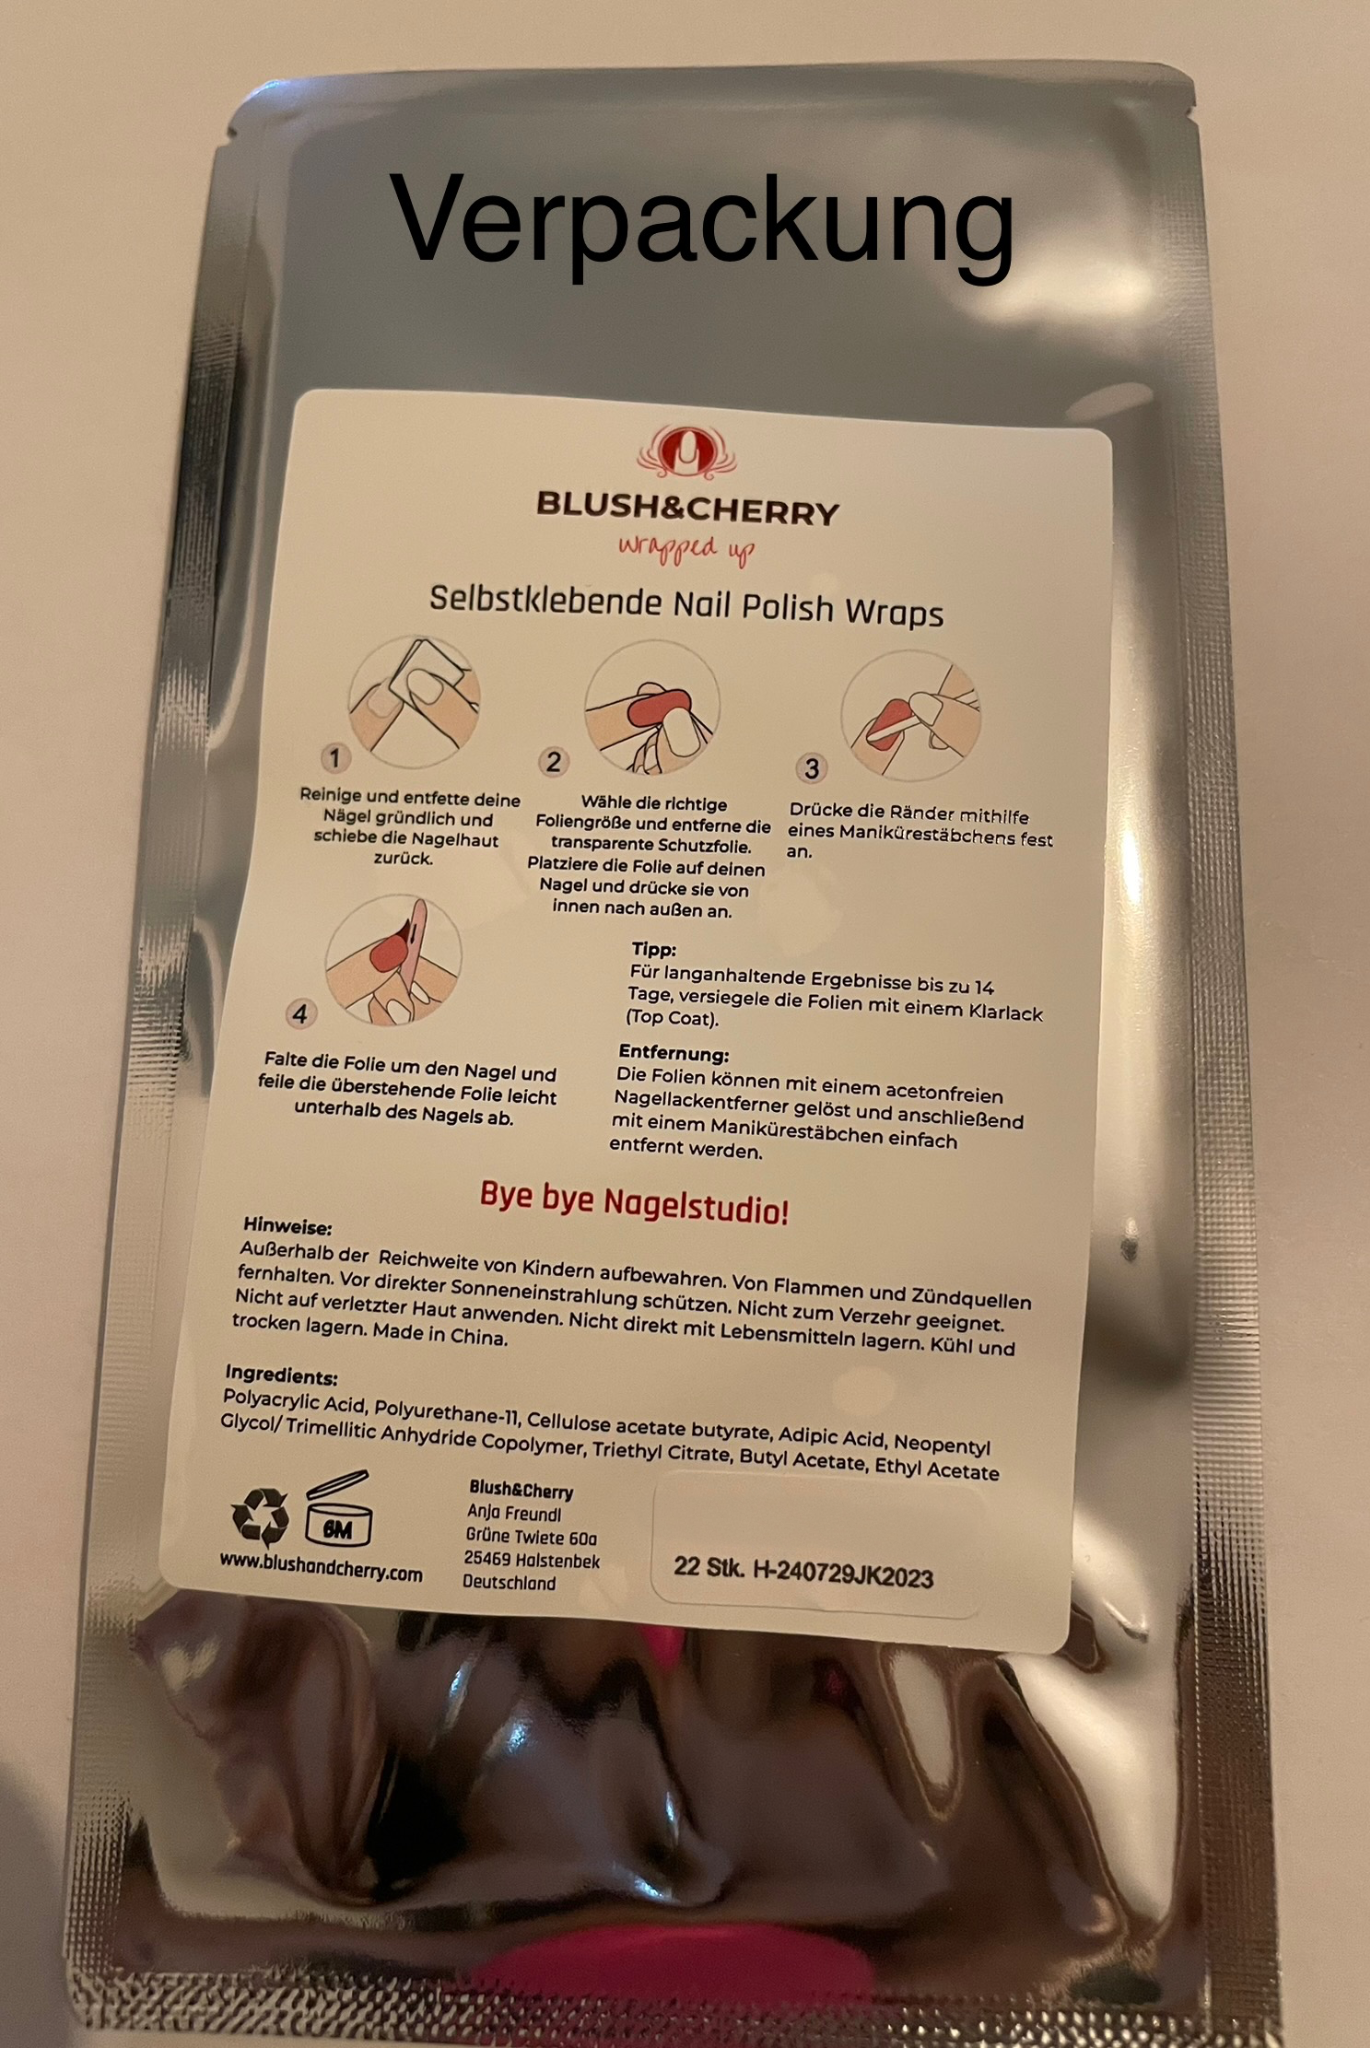 Verpackung
BLUSH&CHERRY
wrapped up
Selbstklebende Nail Polish Wraps
1
Reinige und entfette deine
Nägel gründlich und
schiebe die Nagelhaut
zurück.
2
Wähle die richtige
Foliengröße und entferne die
transparente Schutzfolie.
Platziere die Folie auf deinen
Nagel und drücke sie von
innen nach außen an.
3
Drücke die Ränder mithilfe
eines Manikürestäbchens fest
an.
4
Falte die Folie um den Nagel und
feile die überstehende Folie leicht
unterhalb des Nagels ab.
Tipp:
Für langanhaltende Ergebnisse bis zu 14
Tage, versiegele die Folien mit einem Klarlack
(Top Coat).
Entfernung:
Die Folien können mit einem acetonfreien
Nagellackentferner gelöst und anschließend
mit einem Manikürestäbchen einfach
entfernt werden.
Bye bye Nagelstudio!
Hinweise:
Außerhalb der Reichweite von Kindern aufbewahren. Von Flammen und Zündquellen
fernhalten. Vor direkter Sonneneinstrahlung schützen. Nicht zum Verzehr geeignet.
Nicht auf verletzter Haut anwenden. Nicht direkt mit Lebensmitteln lagern. Kühl und
trocken lagern. Made in China.
Ingredients:
Polyacrylic Acid, Polyurethane-11, Cellulose acetate butyrate, Adipic Acid, Neopentyl
Glycol/ Trimellitic Anhydride Copolymer, Triethyl Citrate, Butyl Acetate, Ethyl Acetate
6M
www.blushandcherry.com
Blush&Cherry
Anja Freundl
Grüne Twiete 60a
25469 Halstenbek
Deutschland
22 Stk. H-240729JK2023